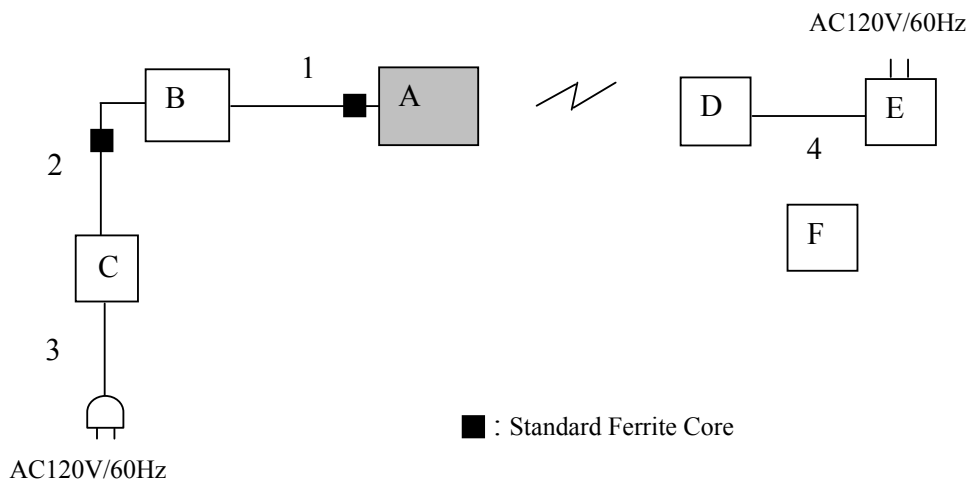 AC120V/60Hz
1
B
A
D
E
2
4
F
C
3
■ : Standard Ferrite Core
AC120V/60Hz